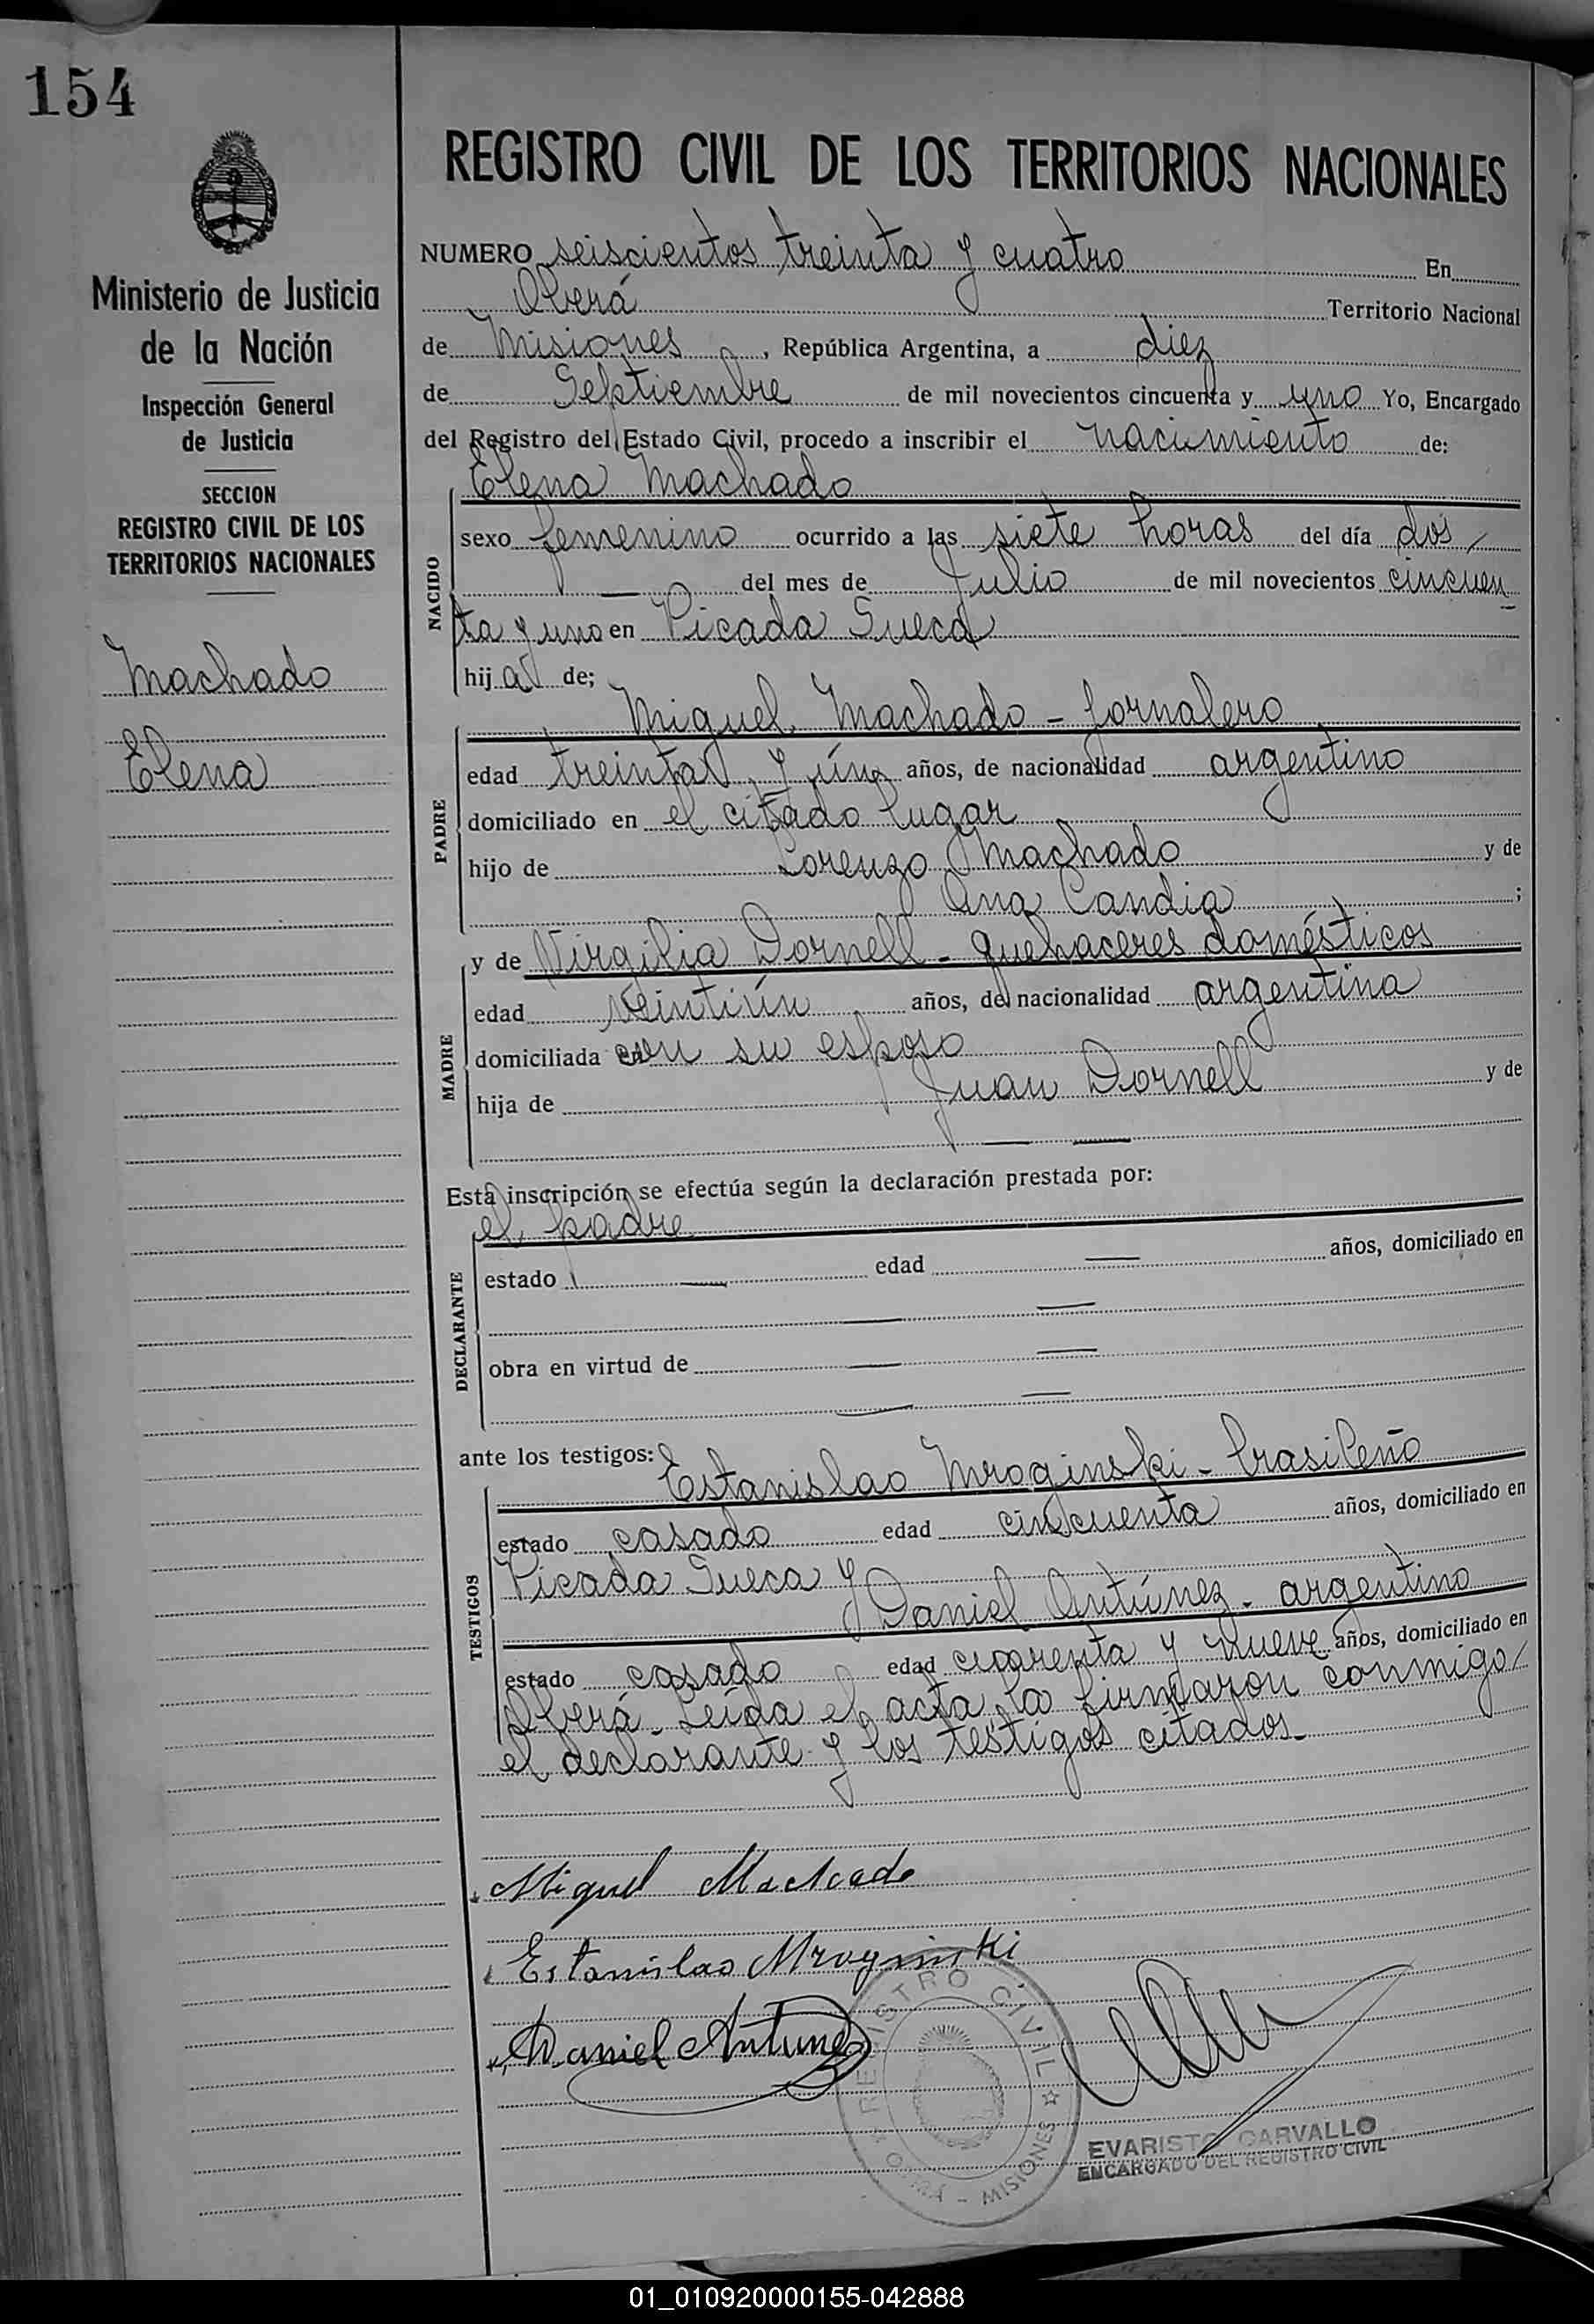 154
REGISTRO CIVIL DE LOS TERRITORIOS NACIONALES
Ministerio de Justicia
de la Nación
Inspección General
de Justicia
SECCION
REGISTRO CIVIL DE LOS
TERRITORIOS NACIONALES
Machado
Elena
NUMERO seiscientos treinta y cuatro En
Oberá Territorio Nacional
de Misiones, República Argentina, a diez
de Septiembre de mil novecientos cincuenta y uno Yo, Encargado
del Registro del Estado Civil, procedo a inscribir el nacimiento de:
NACIDO
Elena Machado
sexo femenino ocurrido a las siete horas del día dos
del mes de Julio de mil novecientos cincuen
ta y uno en Picada Sueca
hija de;
PADRE
Miguel Machado - Jornalero
edad treinta y ún años, de nacionalidad argentino
domiciliado en el citado lugar
hijo de Lorenzo Machado y de
Ana Candia ;
MADRE
y de Virgilia Dornell - quehaceres domésticos
edad veintiún años, de nacionalidad argentina
domiciliada con su esposo
hija de Juan Dornell y de
— —
Esta inscripción se efectúa según la declaración prestada por:
DECLARANTE
el padre
estado — edad — años, domiciliado en
— —
obra en virtud de — —
— —
ante los testigos:
TESTIGOS
Estanislao Mroginski - brasileño
estado casado edad cincuenta años, domiciliado en
Picada Sueca y
Daniel Antúnez - argentino
estado casado edad cuarenta y nueve años, domiciliado en
Oberá. Leída el acta la firmaron conmigo
el declarante y los testigos citados.
Miguel Machado
Estanislao Mroginski
Daniel Antunez
REGISTRO CIVIL
MISIONES
EVARISTO CARVALLO
ENCARGADO DEL REGISTRO CIVIL
01_010920000155-042888